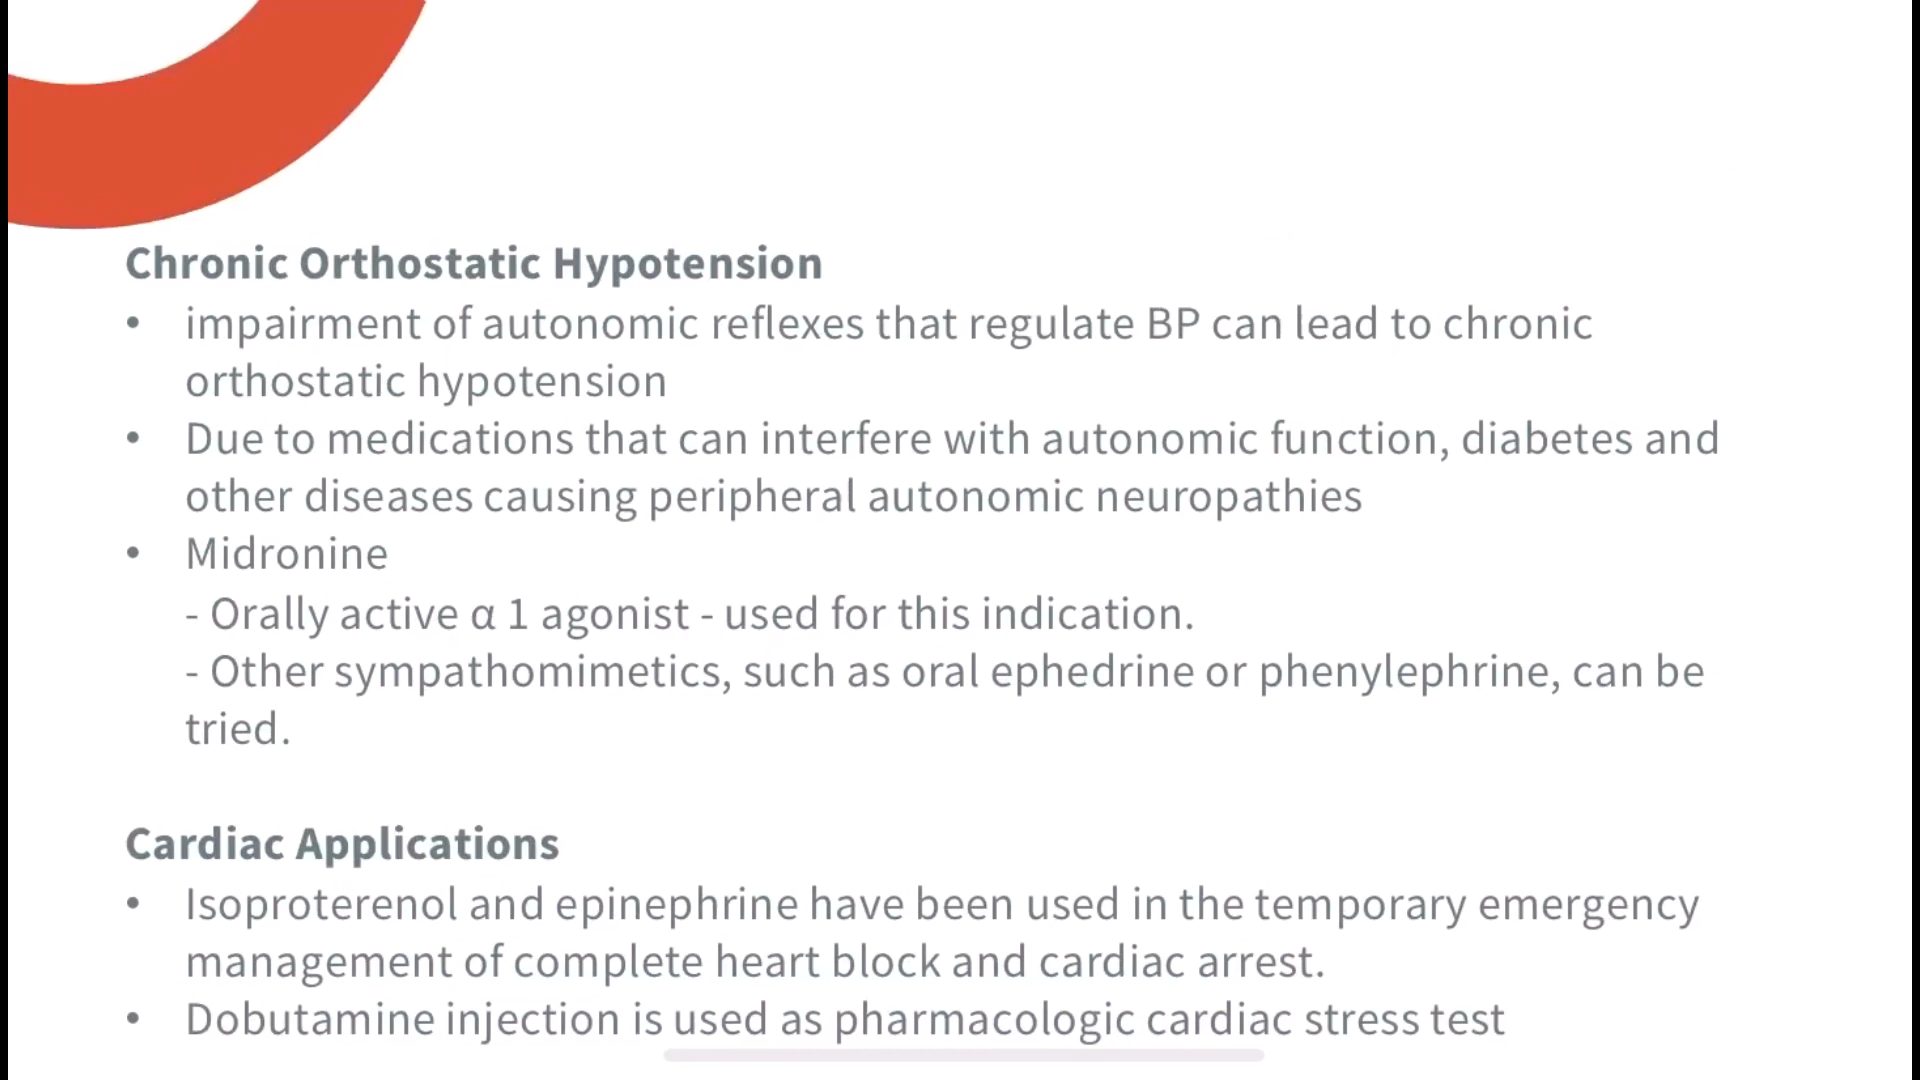 Chronic Orthostatic Hypotension
• impairment of autonomic reflexes that regulate BP can lead to chronic
orthostatic hypotension
• Due to medications that can interfere with autonomic function, diabetes and
other diseases causing peripheral autonomic neuropathies
• Midronine
- Orally active α 1 agonist - used for this indication.
- Other sympathomimetics, such as oral ephedrine or phenylephrine, can be
tried.
Cardiac Applications
• Isoproterenol and epinephrine have been used in the temporary emergency
management of complete heart block and cardiac arrest.
• Dobutamine injection is used as pharmacologic cardiac stress test